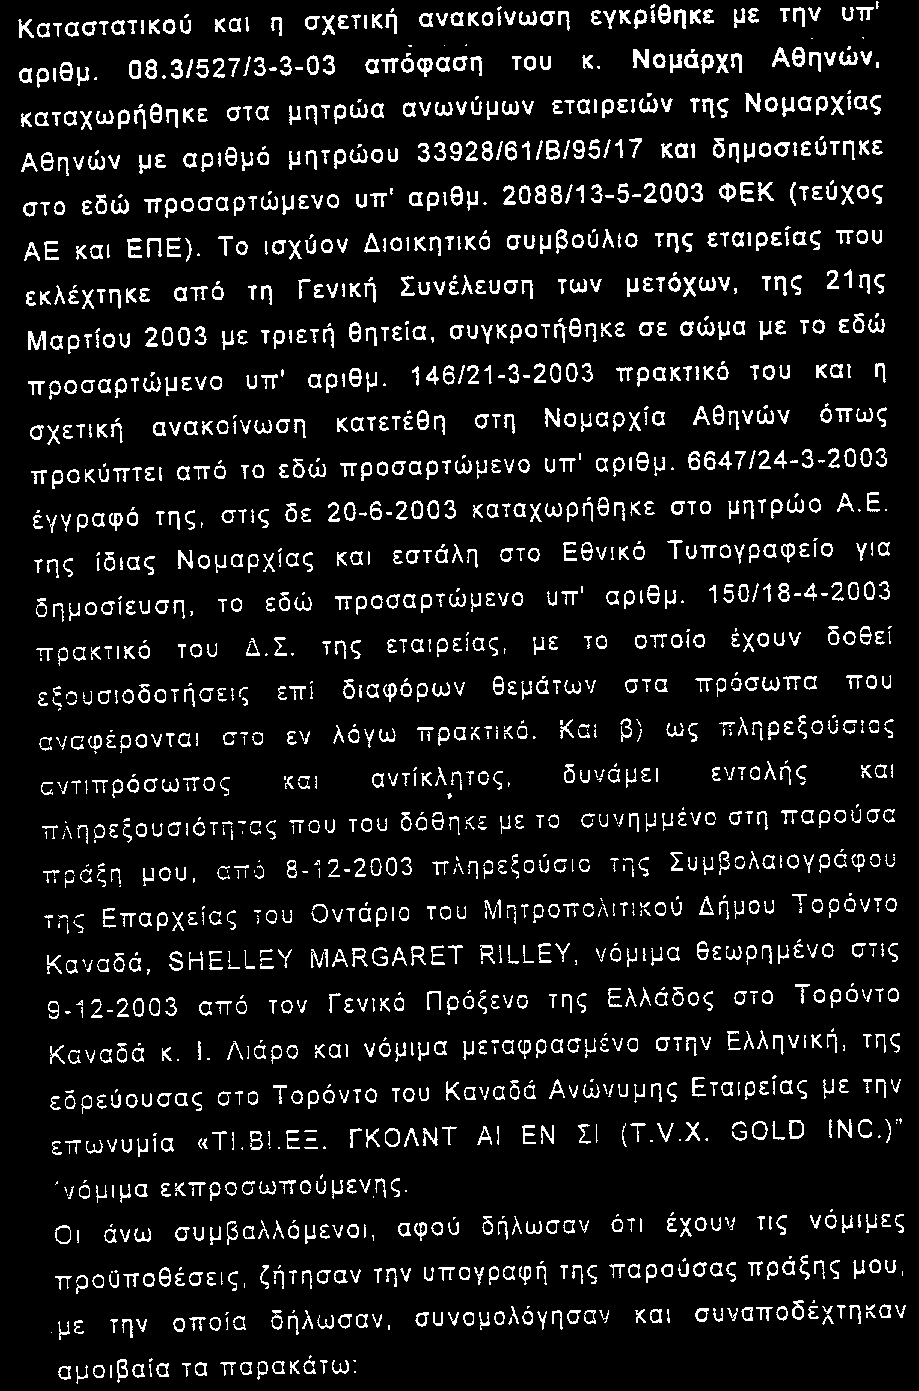 Καταστατικού και η σχετική ανακοίνωση εγκρίθηκε με την υπ'
αριθμ. 08.3/527/3-3-03 απόφαση του κ. Νομάρχη Αθηνών,
καταχωρήθηκε στα μητρώα ανωνύμων εταιρειών της Νομαρχίας
Αθηνών με αριθμό μητρώου 33928/61/Β/95/17 και δημοσιεύτηκε
στο εδώ προσαρτώμενο υπ' αριθμ. 2088/13-5-2003 ΦΕΚ (τεύχος
ΑΕ και ΕΠΕ). Το ισχύον Διοικητικό συμβούλιο της εταιρείας που
εκλέχτηκε από τη Γενική Συνέλευση των μετόχων, της 21ης
Μαρτίου 2003 με τριετή θητεία, συγκροτήθηκε σε σώμα με το εδώ
προσαρτώμενο υπ' αριθμ. 146/21-3-2003 πρακτικό του και η
σχετική ανακοίνωση κατετέθη στη Νομαρχία Αθηνών όπως
προκύπτει από το εδώ προσαρτώμενο υπ' αριθμ. 6647/24-3-2003
έγγραφό της, στις δε 20-6-2003 καταχωρήθηκε στο μητρώο Α.Ε.
της ίδιας Νομαρχίας και εστάλη στο Εθνικό Τυπογραφείο για
δημοσίευση, το εδώ προσαρτώμενο υπ' αριθμ. 150/18-4-2003
πρακτικό του Δ.Σ. της εταιρείας, με το οποίο έχουν δοθεί
εξουσιοδοτήσεις επί διαφόρων θεμάτων στα πρόσωπα που
αναφέρονται στο εν λόγω πρακτικό. Και β) ως πληρεξούσιος
αντιπρόσωπος και αντίκλητος, δυνάμει εντολής και
πληρεξουσιότητας που του δόθηκε με το συνημμένο στη παρούσα
πράξη μου, από 8-12-2003 πληρεξούσιο της Συμβολαιογράφου
της Επαρχείας του Οντάριο του Μητροπολιτικού Δήμου Τορόντο
Καναδά, SHELLEY MARGARET RILLEY, νόμιμα θεωρημένο στις
9-12-2003 από τον Γενικό Πρόξενο της Ελλάδος στο Τορόντο
Καναδά κ. Ι. Λιάρο και νόμιμα μεταφρασμένο στην Ελληνική, της
εδρεύουσας στο Τορόντο του Καναδά Ανώνυμης Εταιρείας με την
επωνυμία «ΤΙ.ΒΙ.ΕΞ. ΓΚΟΛΝΤ ΑΙ ΕΝ ΣΙ (T.V.X. GOLD INC.)"
'νόμιμα εκπροσωπούμενης.
Οι άνω συμβαλλόμενοι, αφού δήλωσαν ότι έχουν τις νόμιμες
προϋποθέσεις, ζήτησαν την υπογραφή της παρούσας πράξης μου,
με την οποία δήλωσαν, συνομολόγησαν και συναποδέχτηκαν
αμοιβαία τα παρακάτω: